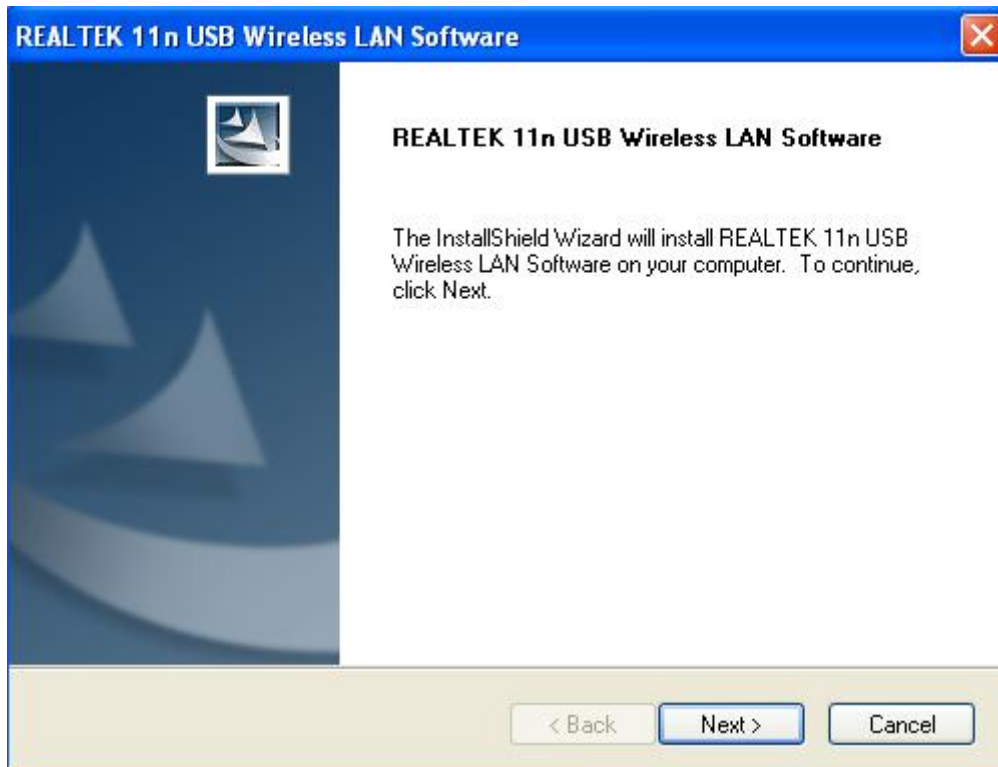 REALTEK 11n USB Wireless LAN Software
REALTEK 11n USB Wireless LAN Software
The InstallShield Wizard will install REALTEK 11n USB
Wireless LAN Software on your computer.  To continue,
click Next.
< Back
Next >
Cancel